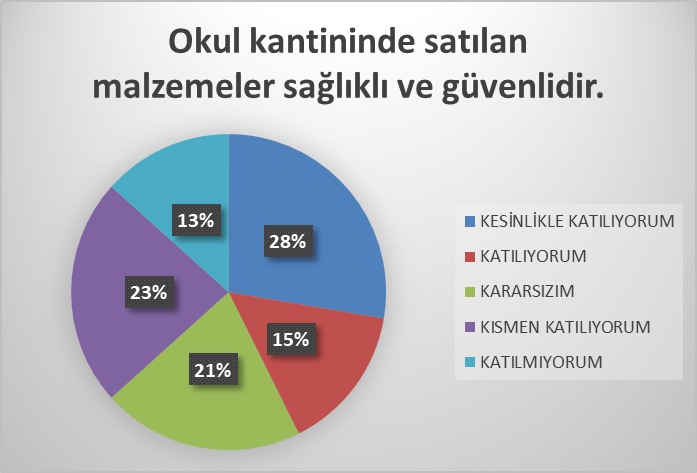 Okul kantininde satılan
malzemeler sağlıklı ve güvenlidir.
13%
28%
23%
15%
21%
KESİNLİKLE KATILIYORUM
KATILIYORUM
KARARSIZIM
KISMEN KATILIYORUM
KATILMIYORUM